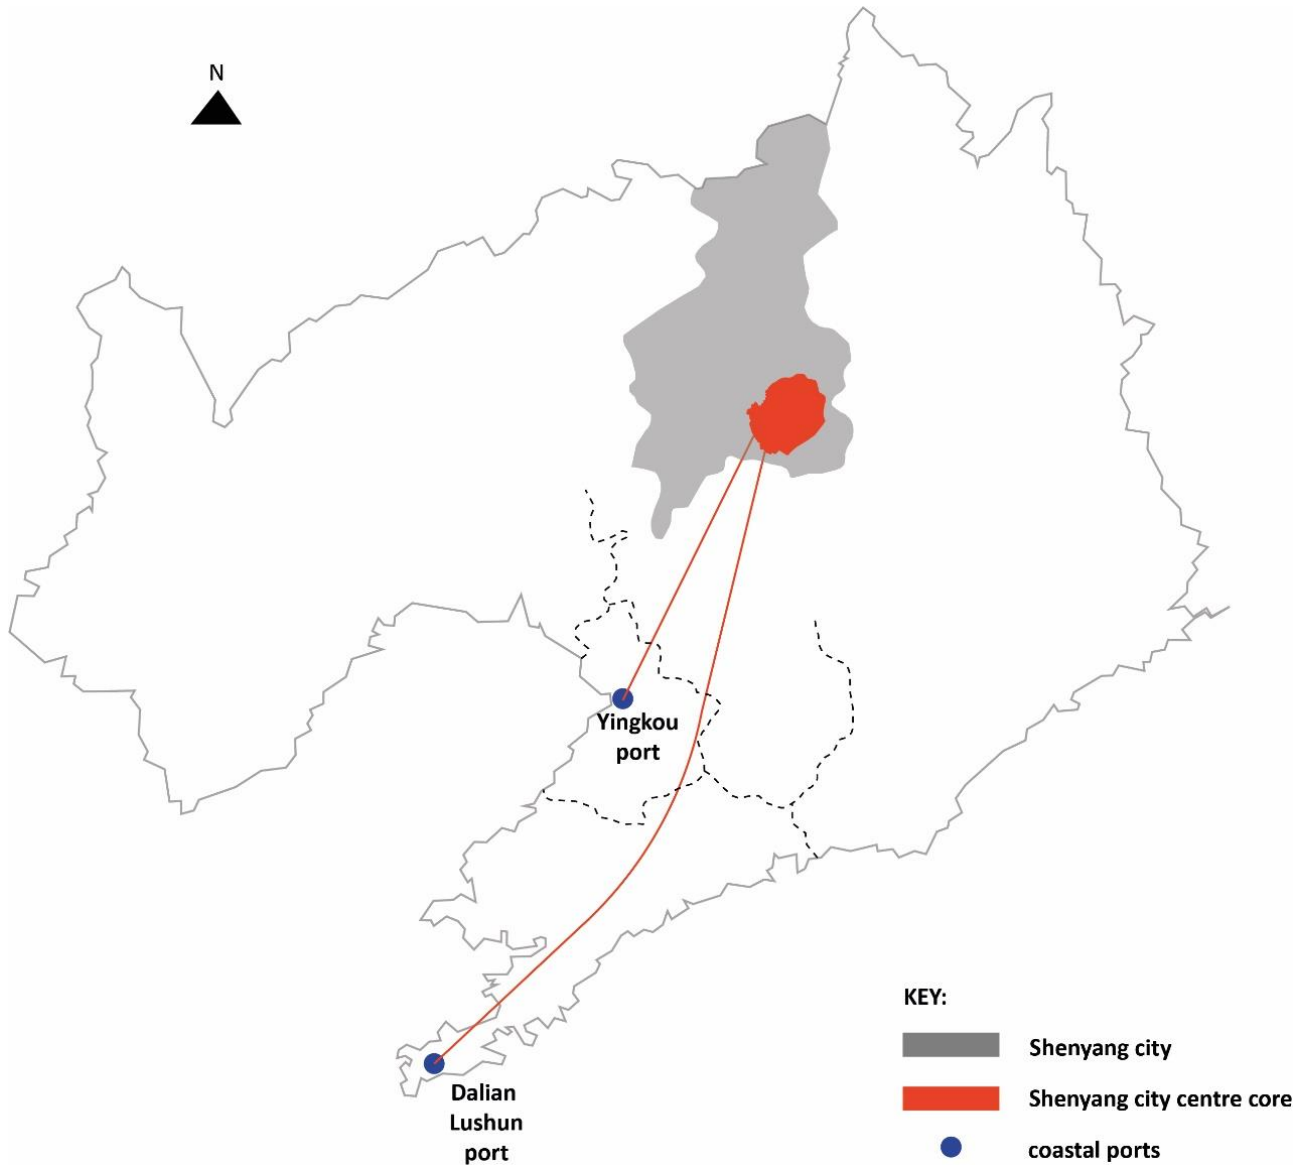 N
Yingkou
port
Dalian
Lushun
port
KEY:
Shenyang city
Shenyang city centre core
coastal ports